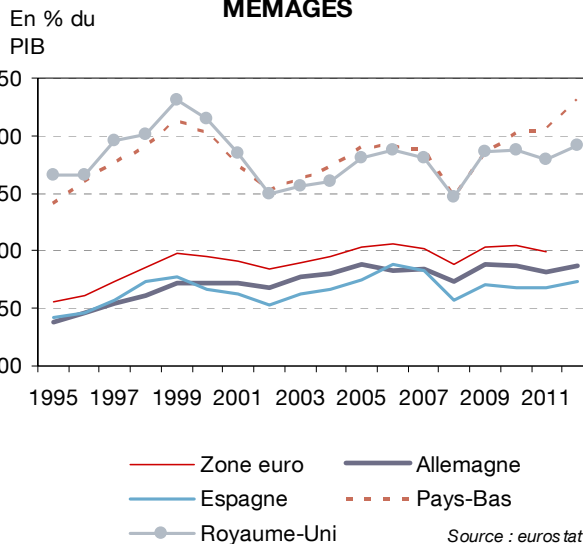 MEMAGES
En % du
PIB
50
00
50
00
50
00
1995 1997 1999 2001 2003 2005 2007 2009 2011
Zone euro
Allemagne
Espagne
Pays-Bas
Royaume-Uni
Source : eurostat